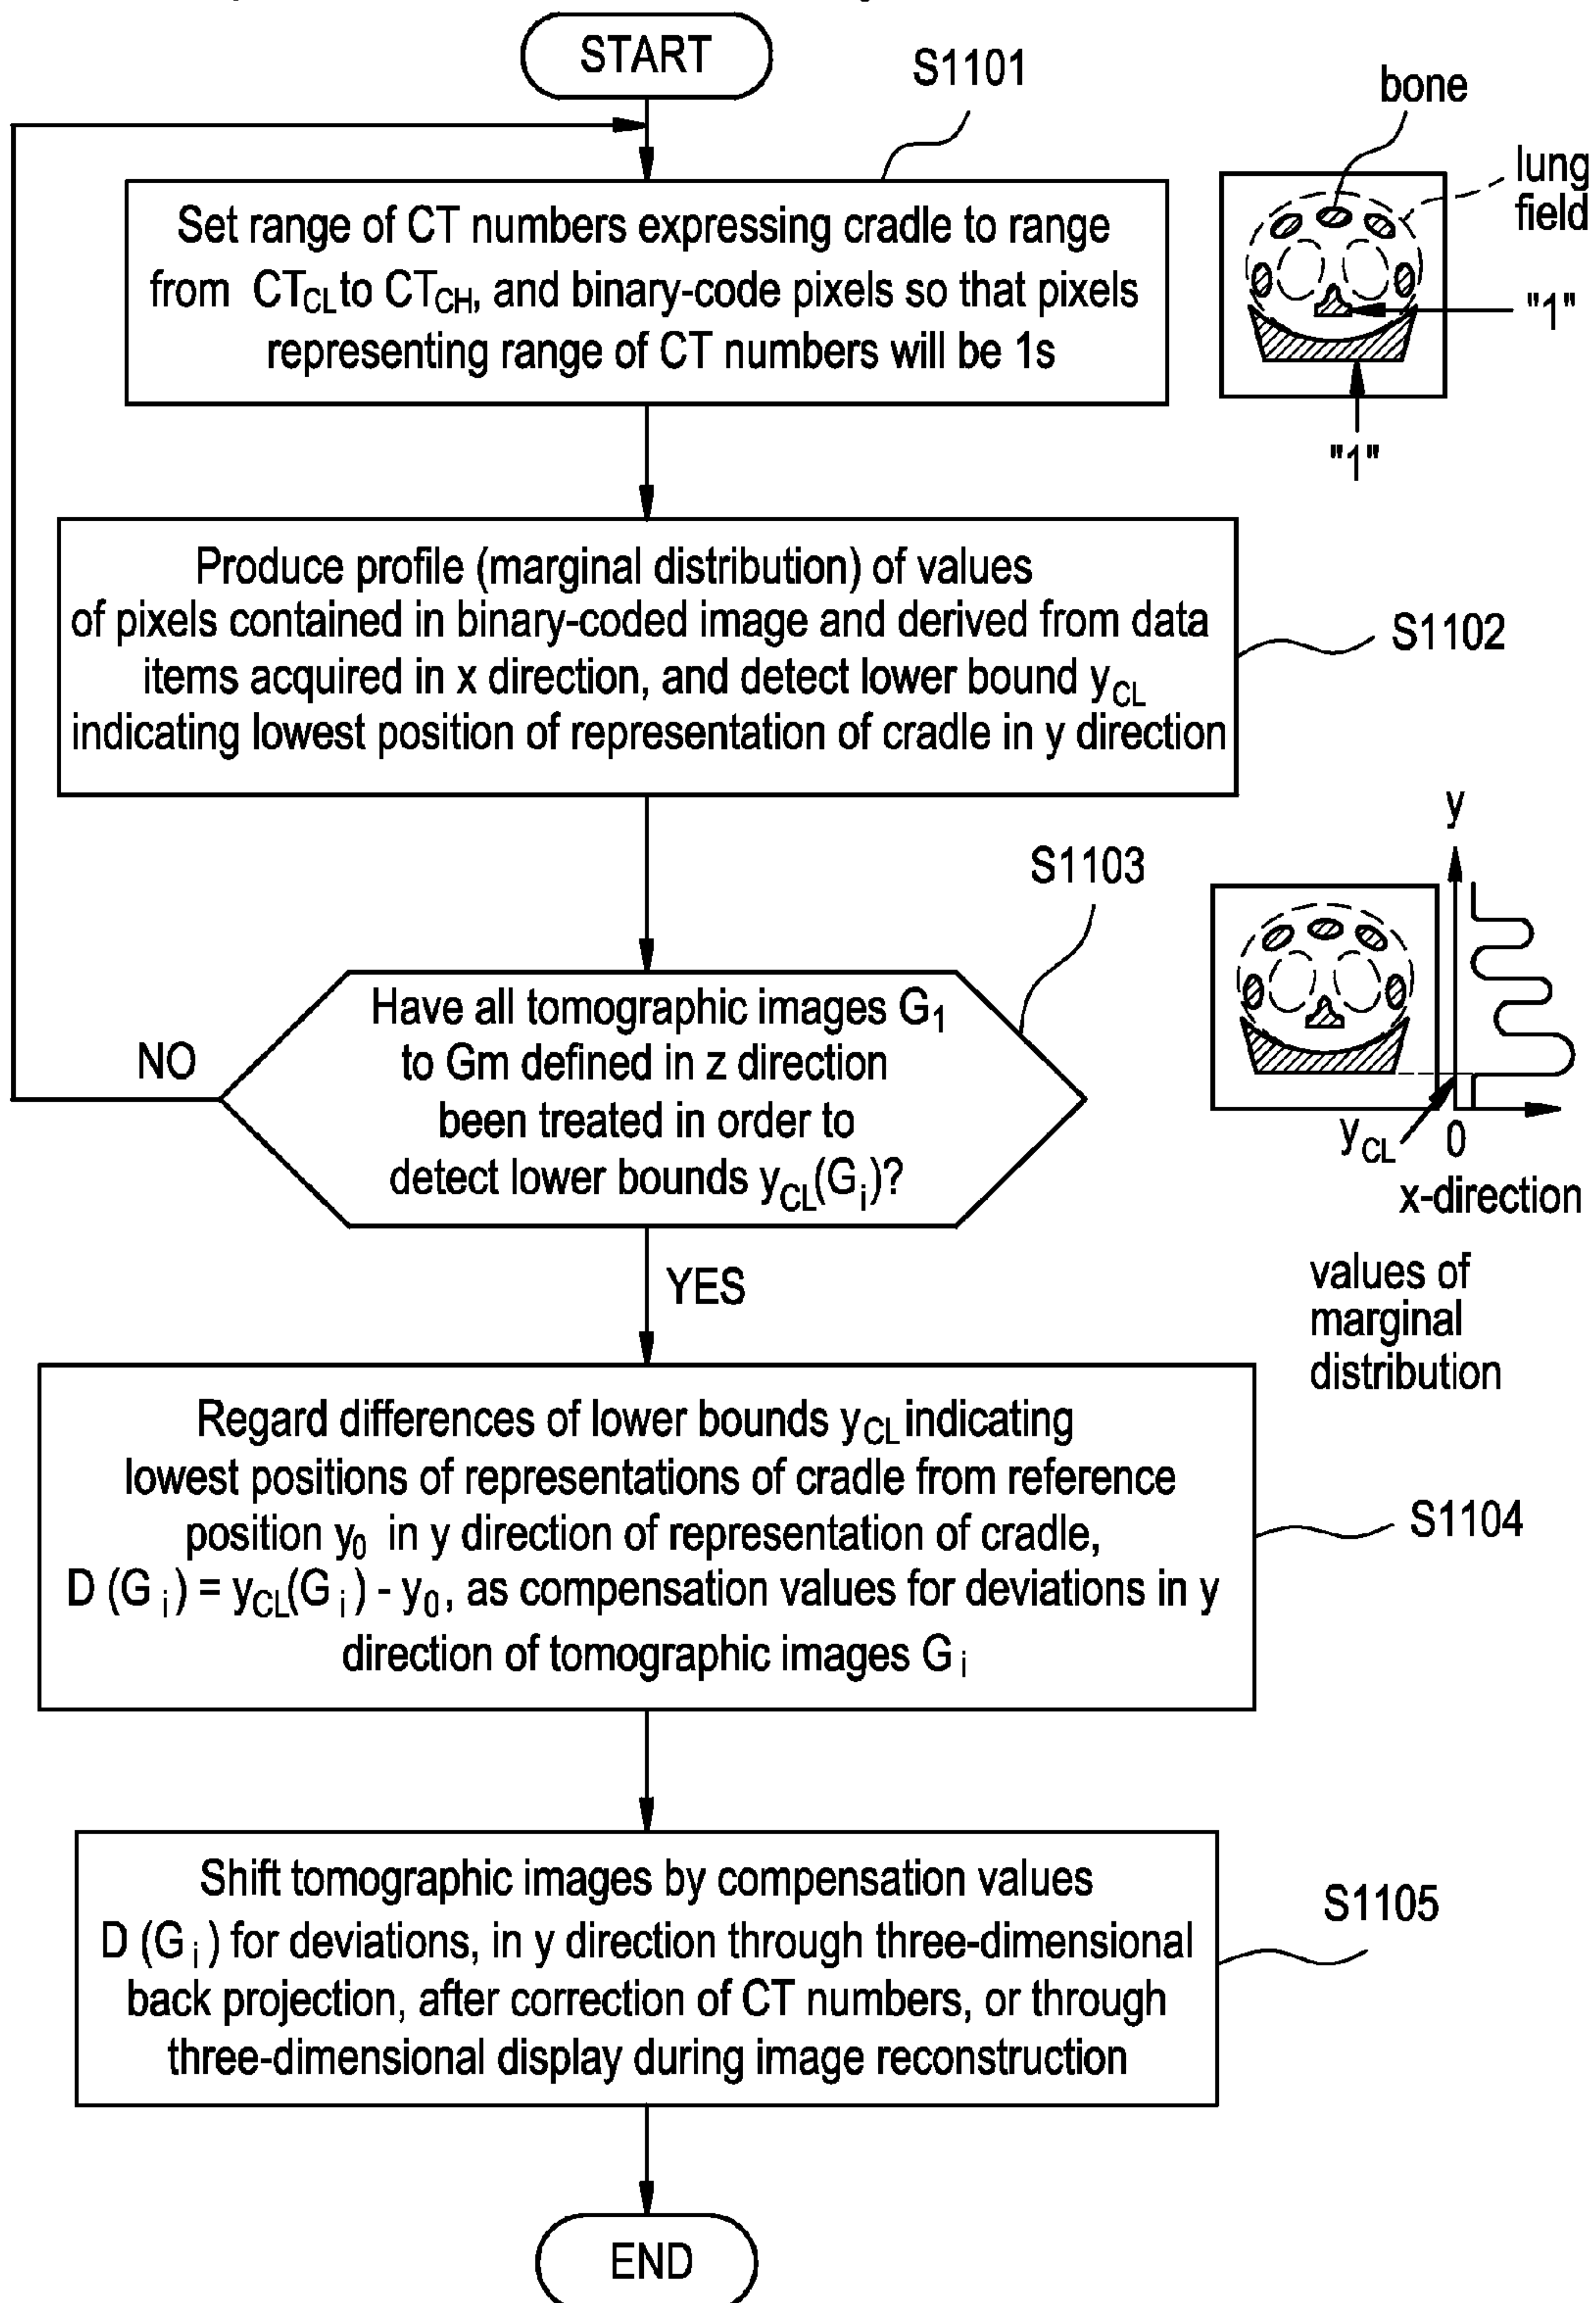 START
S1101
bone
lung
field
Set range of CT numbers expressing cradle to range
from CTCL to CTCH, and binary-code pixels so that pixels
representing range of CT numbers will be 1s
"1"
"1"
Produce profile (marginal distribution) of values
of pixels contained in binary-coded image and derived from data
items acquired in x direction, and detect lower bound yCL
indicating lowest position of representation of cradle in y direction
S1102
y
S1103
Have all tomographic images G1
to Gm defined in z direction
been treated in order to
detect lower bounds yCL(Gi)?
NO
yCL
0
x-direction
values of
marginal
distribution
YES
Regard differences of lower bounds yCL indicating
lowest positions of representations of cradle from reference
position y0 in y direction of representation of cradle,
D (G i) = yCL(G i) - y0, as compensation values for deviations in y
direction of tomographic images G i
S1104
Shift tomographic images by compensation values
D (G i) for deviations, in y direction through three-dimensional
back projection, after correction of CT numbers, or through
three-dimensional display during image reconstruction
S1105
END